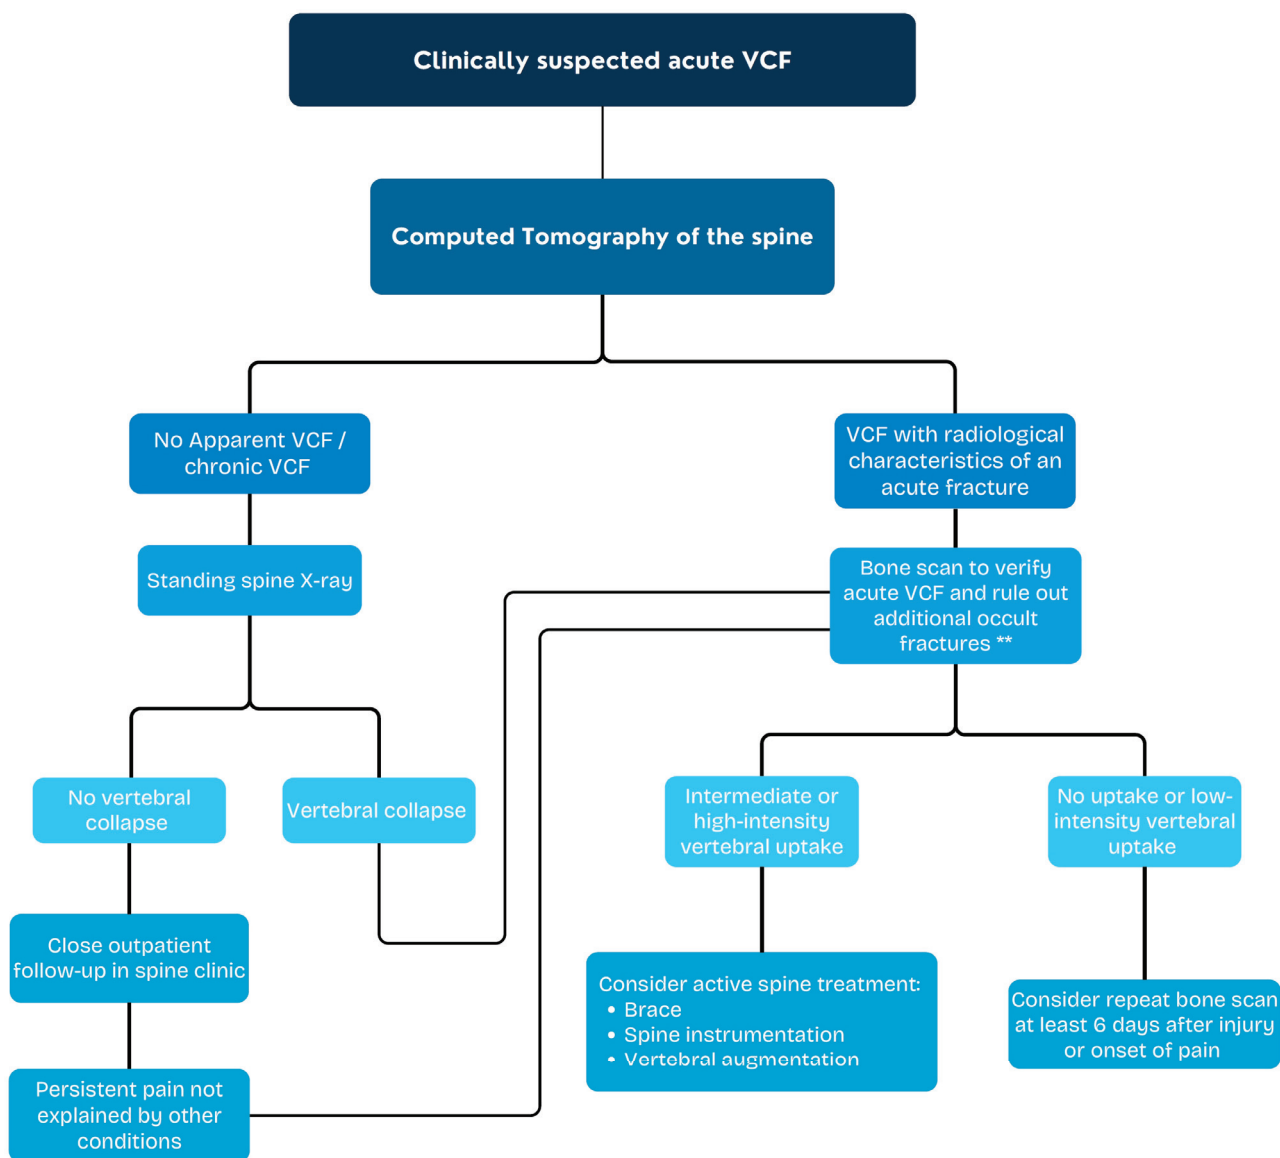 Clinically suspected acute VCF
Computed Tomography of the spine
No Apparent VCF /
chronic VCF
VCF with radiological
characteristics of an
acute fracture
Standing spine X-ray
Bone scan to verify
acute VCF and rule out
additional occult
fractures **
No vertebral
collapse
Vertebral collapse
Intermediate or
high-intensity
vertebral uptake
No uptake or low-
intensity vertebral
uptake
Close outpatient
follow-up in spine clinic
Consider active spine treatment:
• Brace
• Spine instrumentation
• Vertebral augmentation
Consider repeat bone scan
at least 6 days after injury
or onset of pain
Persistent pain not
explained by other
conditions